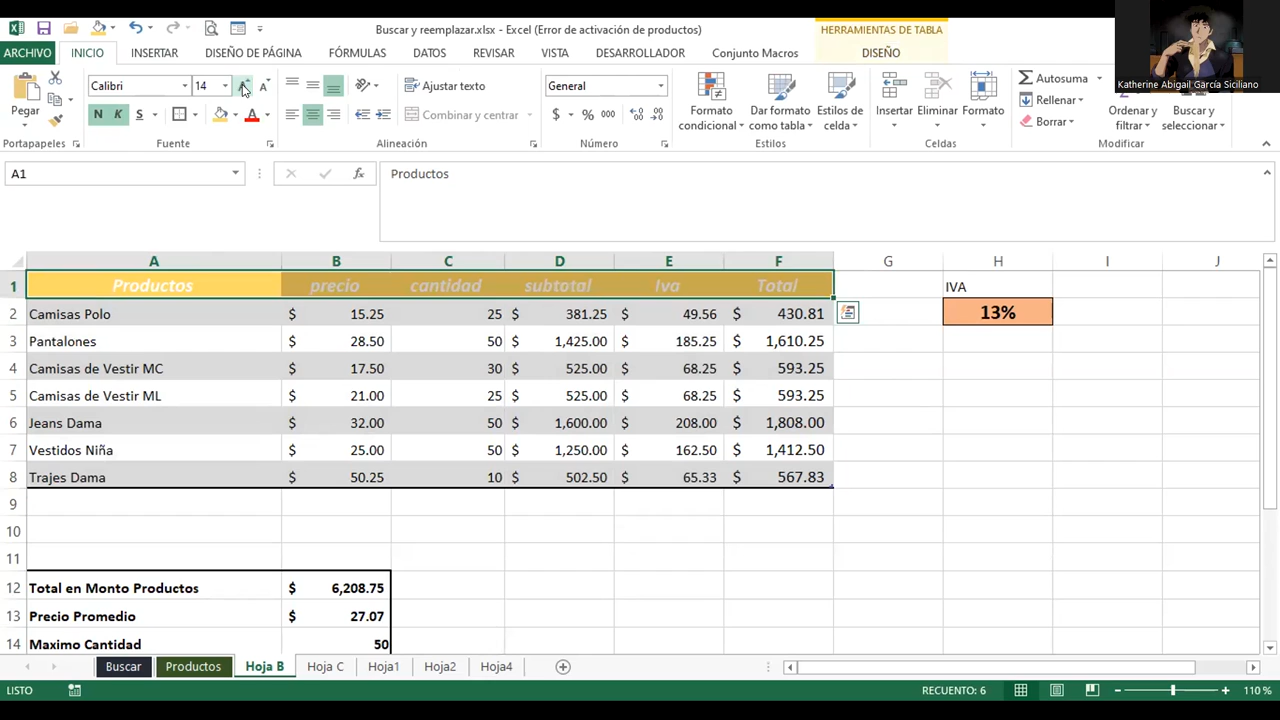 Buscar y reemplazar.xlsx - Excel (Error de activación de productos)
HERRAMIENTAS DE TABLA
ARCHIVO INICIO INSERTAR DISEÑO DE PÁGINA FÓRMULAS DATOS REVISAR VISTA DESARROLLADOR Conjunto Macros DISEÑO
Katherine Abigail García Siciliano
Pegar
Calibri 14
N K S
Ajustar texto
Combinar y centrar
General
$ % 000
Formato condicional
Dar formato como tabla
Estilos de celda
Insertar
Eliminar
Formato
Autosuma
Rellenar
Borrar
Ordenar y filtrar
Buscar y seleccionar
Portapapeles Fuente Alineación Número Estilos Celdas Modificar
A1 fx Productos
A B C D E F G H I J
1 Productos precio cantidad subtotal Iva Total IVA
2 Camisas Polo $ 15.25 25 $ 381.25 $ 49.56 $ 430.81 13%
3 Pantalones $ 28.50 50 $ 1,425.00 $ 185.25 $ 1,610.25
4 Camisas de Vestir MC $ 17.50 30 $ 525.00 $ 68.25 $ 593.25
5 Camisas de Vestir ML $ 21.00 25 $ 525.00 $ 68.25 $ 593.25
6 Jeans Dama $ 32.00 50 $ 1,600.00 $ 208.00 $ 1,808.00
7 Vestidos Niña $ 25.00 50 $ 1,250.00 $ 162.50 $ 1,412.50
8 Trajes Dama $ 50.25 10 $ 502.50 $ 65.33 $ 567.83
9
10
11
12 Total en Monto Productos $ 6,208.75
13 Precio Promedio $ 27.07
14 Maximo Cantidad 50
Buscar Productos Hoja B Hoja C Hoja1 Hoja2 Hoja4
LISTO RECUENTO: 6 110 %